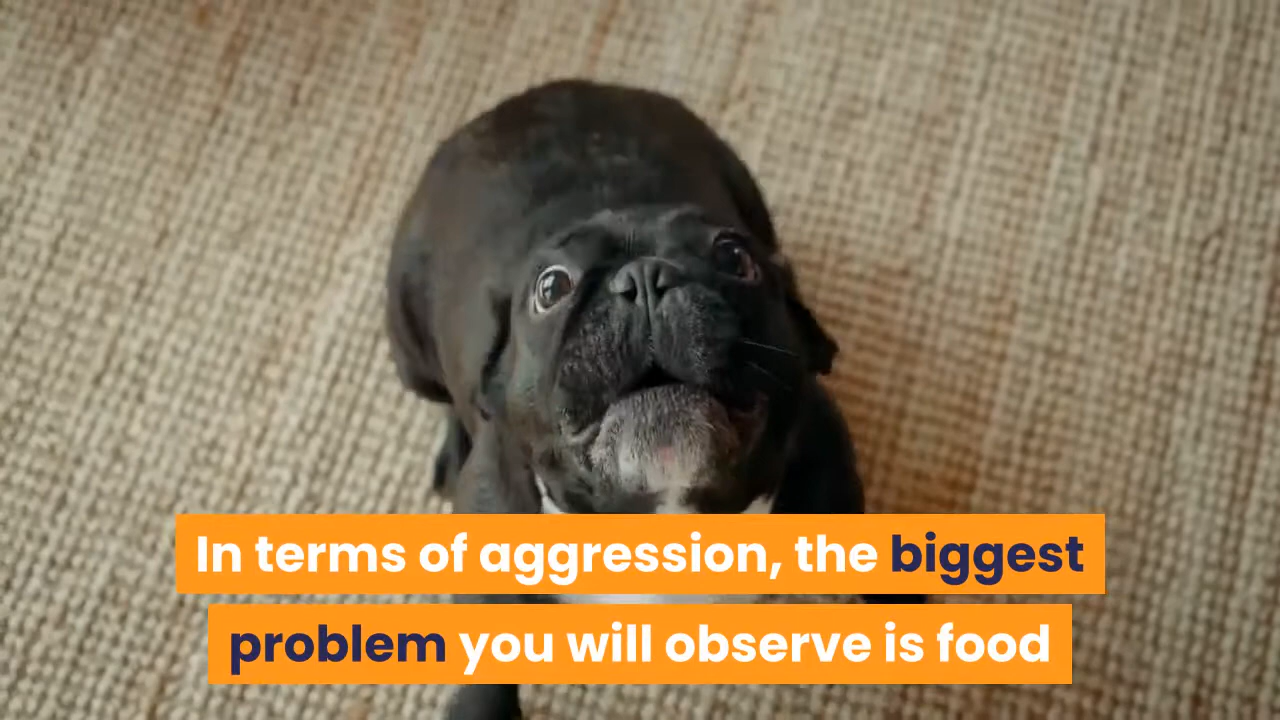 In terms of aggression, the biggest
problem you will observe is food